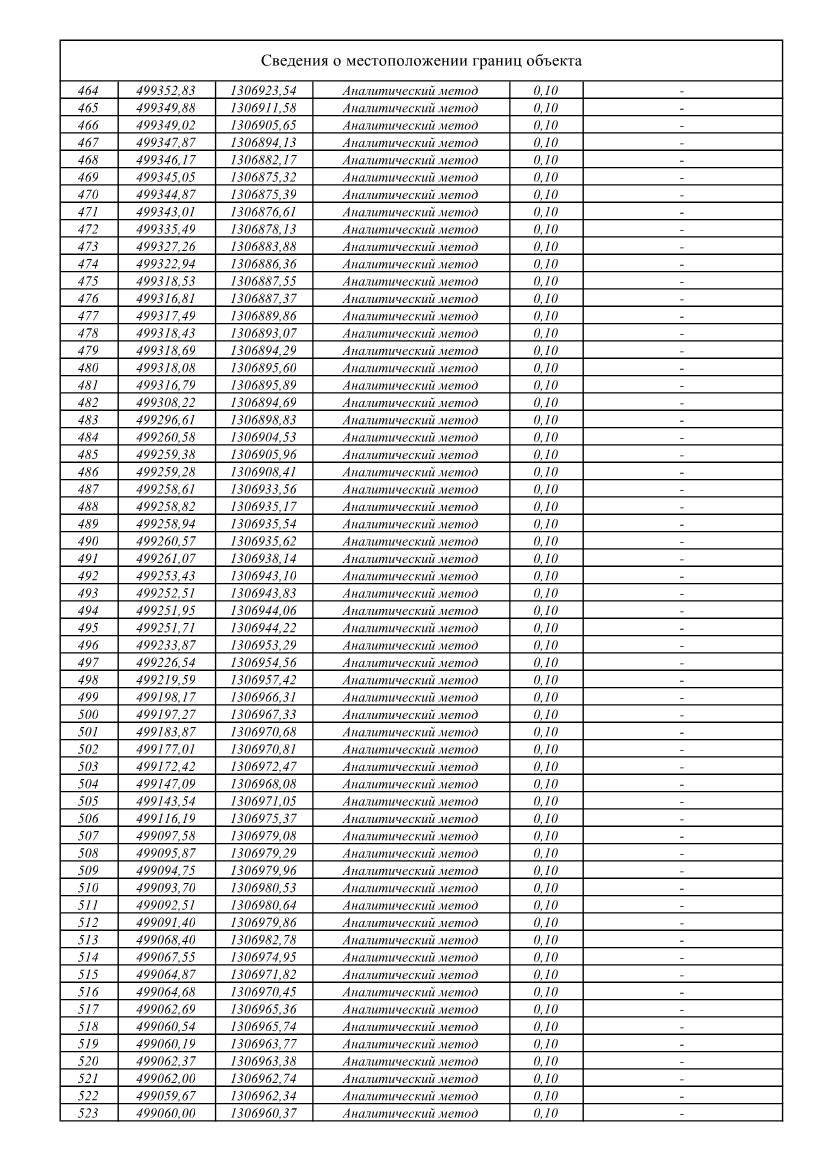 Сведения о местоположении границ объекта
464 499352,83 1306923,54 Аналитический метод 0,10 -
465 499349,88 1306911,58 Аналитический метод 0,10 -
466 499349,02 1306905,65 Аналитический метод 0,10 -
467 499347,87 1306894,13 Аналитический метод 0,10 -
468 499346,17 1306882,17 Аналитический метод 0,10 -
469 499345,05 1306875,32 Аналитический метод 0,10 -
470 499344,87 1306875,39 Аналитический метод 0,10 -
471 499343,01 1306876,61 Аналитический метод 0,10 -
472 499335,49 1306878,13 Аналитический метод 0,10 -
473 499327,26 1306883,88 Аналитический метод 0,10 -
474 499322,94 1306886,36 Аналитический метод 0,10 -
475 499318,53 1306887,55 Аналитический метод 0,10 -
476 499316,81 1306887,37 Аналитический метод 0,10 -
477 499317,49 1306889,86 Аналитический метод 0,10 -
478 499318,43 1306893,07 Аналитический метод 0,10 -
479 499318,69 1306894,29 Аналитический метод 0,10 -
480 499318,08 1306895,60 Аналитический метод 0,10 -
481 499316,79 1306895,89 Аналитический метод 0,10 -
482 499308,22 1306894,69 Аналитический метод 0,10 -
483 499296,61 1306898,83 Аналитический метод 0,10 -
484 499260,58 1306904,53 Аналитический метод 0,10 -
485 499259,38 1306905,96 Аналитический метод 0,10 -
486 499259,28 1306908,41 Аналитический метод 0,10 -
487 499258,61 1306933,56 Аналитический метод 0,10 -
488 499258,82 1306935,17 Аналитический метод 0,10 -
489 499258,94 1306935,54 Аналитический метод 0,10 -
490 499260,57 1306935,62 Аналитический метод 0,10 -
491 499261,07 1306938,14 Аналитический метод 0,10 -
492 499253,43 1306943,10 Аналитический метод 0,10 -
493 499252,51 1306943,83 Аналитический метод 0,10 -
494 499251,95 1306944,06 Аналитический метод 0,10 -
495 499251,71 1306944,22 Аналитический метод 0,10 -
496 499233,87 1306953,29 Аналитический метод 0,10 -
497 499226,54 1306954,56 Аналитический метод 0,10 -
498 499219,59 1306957,42 Аналитический метод 0,10 -
499 499198,17 1306966,31 Аналитический метод 0,10 -
500 499197,27 1306967,33 Аналитический метод 0,10 -
501 499183,87 1306970,68 Аналитический метод 0,10 -
502 499177,01 1306970,81 Аналитический метод 0,10 -
503 499172,42 1306972,47 Аналитический метод 0,10 -
504 499147,09 1306968,08 Аналитический метод 0,10 -
505 499143,54 1306971,05 Аналитический метод 0,10 -
506 499116,19 1306975,37 Аналитический метод 0,10 -
507 499097,58 1306979,08 Аналитический метод 0,10 -
508 499095,87 1306979,29 Аналитический метод 0,10 -
509 499094,75 1306979,96 Аналитический метод 0,10 -
510 499093,70 1306980,53 Аналитический метод 0,10 -
511 499092,51 1306980,64 Аналитический метод 0,10 -
512 499091,40 1306979,86 Аналитический метод 0,10 -
513 499068,40 1306982,78 Аналитический метод 0,10 -
514 499067,55 1306974,95 Аналитический метод 0,10 -
515 499064,87 1306971,82 Аналитический метод 0,10 -
516 499064,68 1306970,45 Аналитический метод 0,10 -
517 499062,69 1306965,36 Аналитический метод 0,10 -
518 499060,54 1306965,74 Аналитический метод 0,10 -
519 499060,19 1306963,77 Аналитический метод 0,10 -
520 499062,37 1306963,38 Аналитический метод 0,10 -
521 499062,00 1306962,74 Аналитический метод 0,10 -
522 499059,67 1306962,34 Аналитический метод 0,10 -
523 499060,00 1306960,37 Аналитический метод 0,10 -